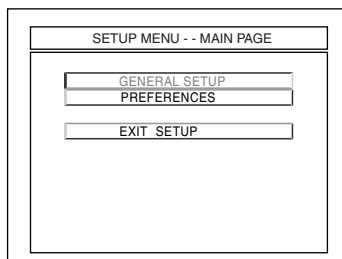 SETUP MENU - - MAIN PAGE
GENERAL SETUP
PREFERENCES
EXIT SETUP